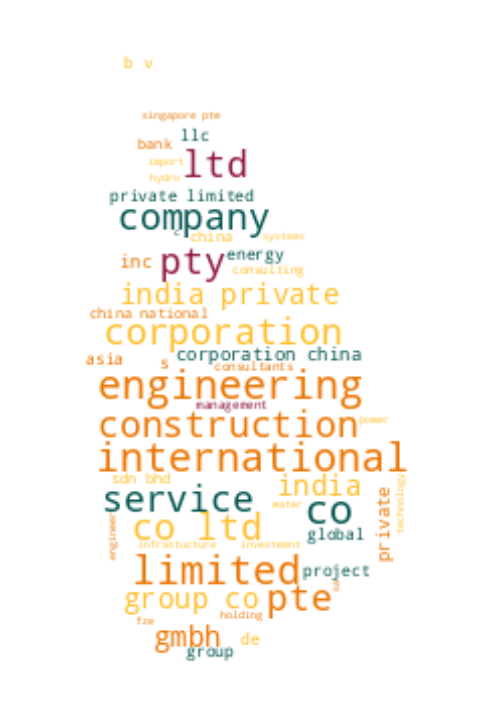 b v
singapore pte
llc
bank
import
ltd
hydro
private limited
company
c
china
systems
pty
energy
inc
consulting
india private
china national
corporation
corporation china
asia
s
consultants
engineering
management
construction
power
international
sdn bhd
india
service
co
water
private
technology
engineer
co ltd
global
infrastucture
investment
limited
project
group co
pte
holding
fze
gmbh
de
group